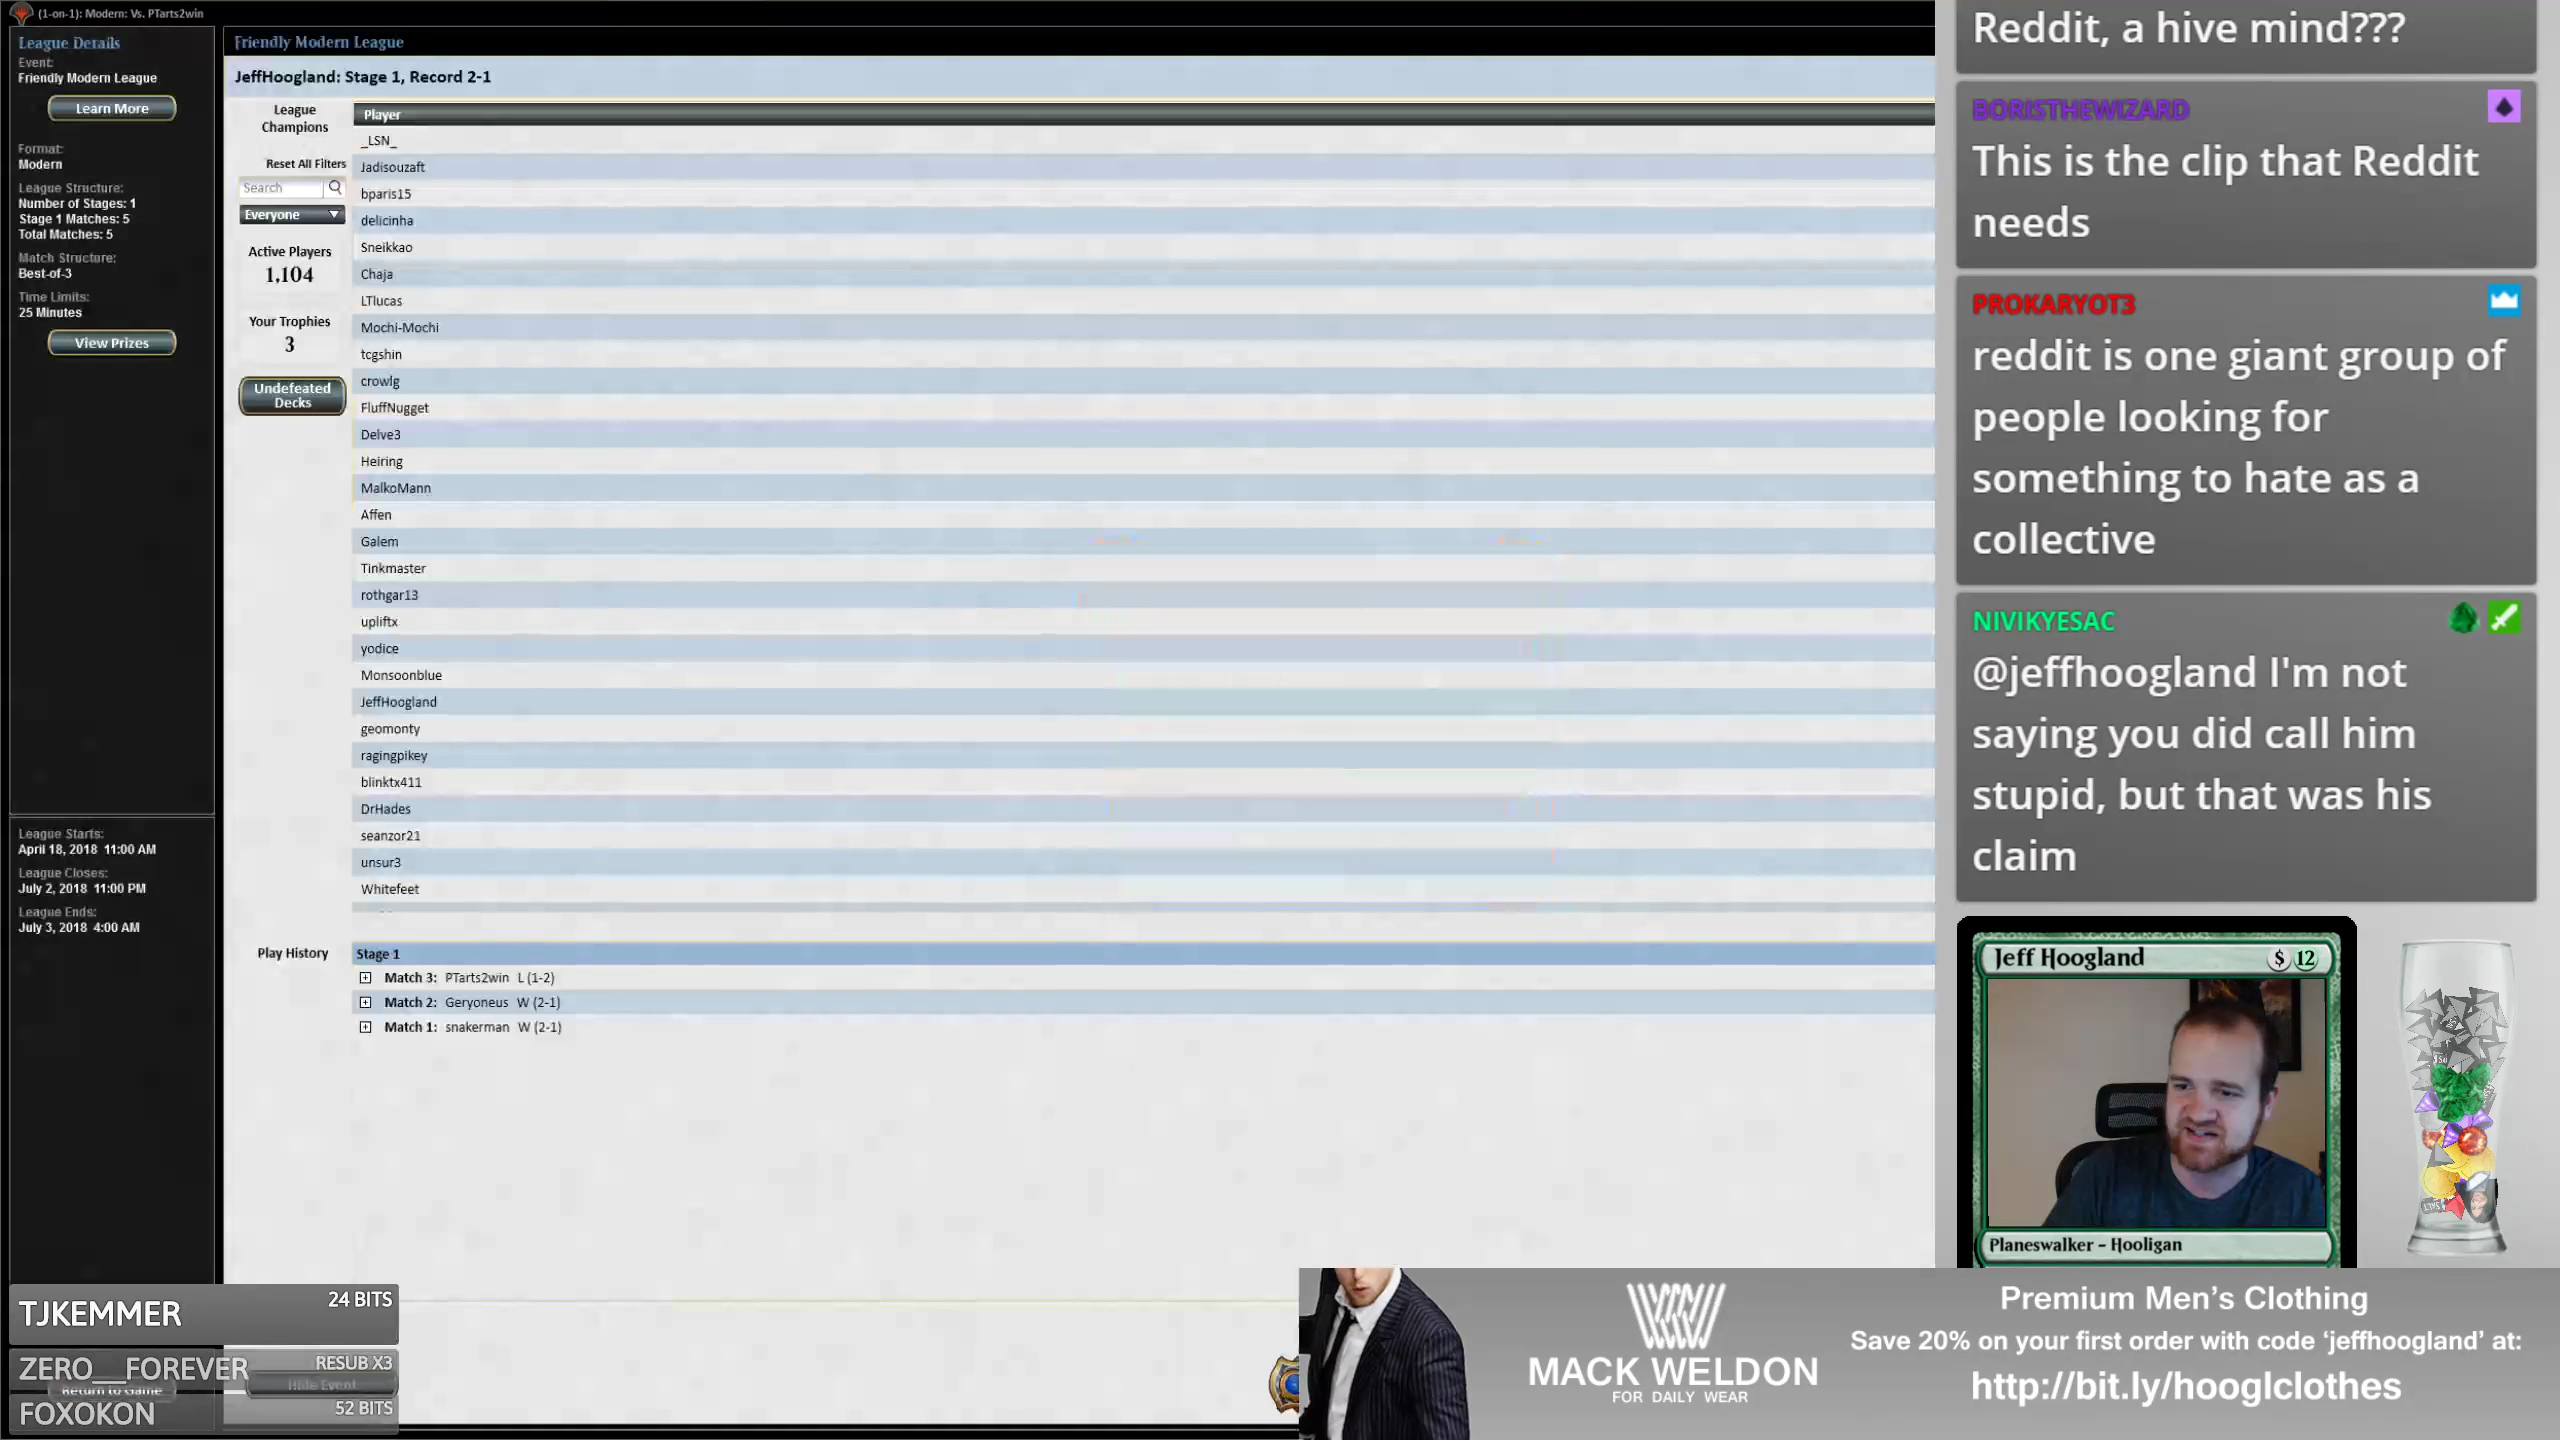 (1-on-1): Modern: Vs. PTarts2win
League Details
Event:
Friendly Modern League
Learn More
Format:
Modern
League Structure:
Number of Stages: 1
Stage 1 Matches: 5
Total Matches: 5
Match Structure:
Best-of-3
Time Limits:
25 Minutes
View Prizes
League Starts:
April 18, 2018 11:00 AM
League Closes:
July 2, 2018 11:00 PM
League Ends:
July 3, 2018 4:00 AM
Friendly Modern League
JeffHoogland: Stage 1, Record 2-1
League
Champions
Reset All Filters
Search
Everyone
Active Players
1,104
Your Trophies
3
Undefeated
Decks
Player
_LSN_
Jadisouzaft
bparis15
delicinha
Sneikkao
Chaja
LTlucas
Mochi-Mochi
tcgshin
crowlg
FluffNugget
Delve3
Heiring
MalkoMann
Affen
Galem
Tinkmaster
rothgar13
upliftx
yodice
Monsoonblue
JeffHoogland
geomonty
ragingpikey
blinktx411
DrHades
seanzor21
unsur3
Whitefeet
Play History
Stage 1
Match 3: PTarts2win L (1-2)
Match 2: Geryoneus W (2-1)
Match 1: snakerman W (2-1)
Reddit, a hive mind???
BORISTHEWIZARD
This is the clip that Reddit
needs
PROKARYOT3
reddit is one giant group of
people looking for
something to hate as a
collective
NIVIKYESAC
@jeffhoogland I'm not
saying you did call him
stupid, but that was his
claim
Jeff Hoogland $ 12
Planeswalker – Hooligan
TJKEMMER 24 BITS
ZERO__FOREVER RESUB X3
Return to Game Hide Event
FOXOKON 52 BITS
MACK WELDON
FOR DAILY WEAR
Premium Men's Clothing
Save 20% on your first order with code 'jeffhoogland' at:
http://bit.ly/hooglclothes